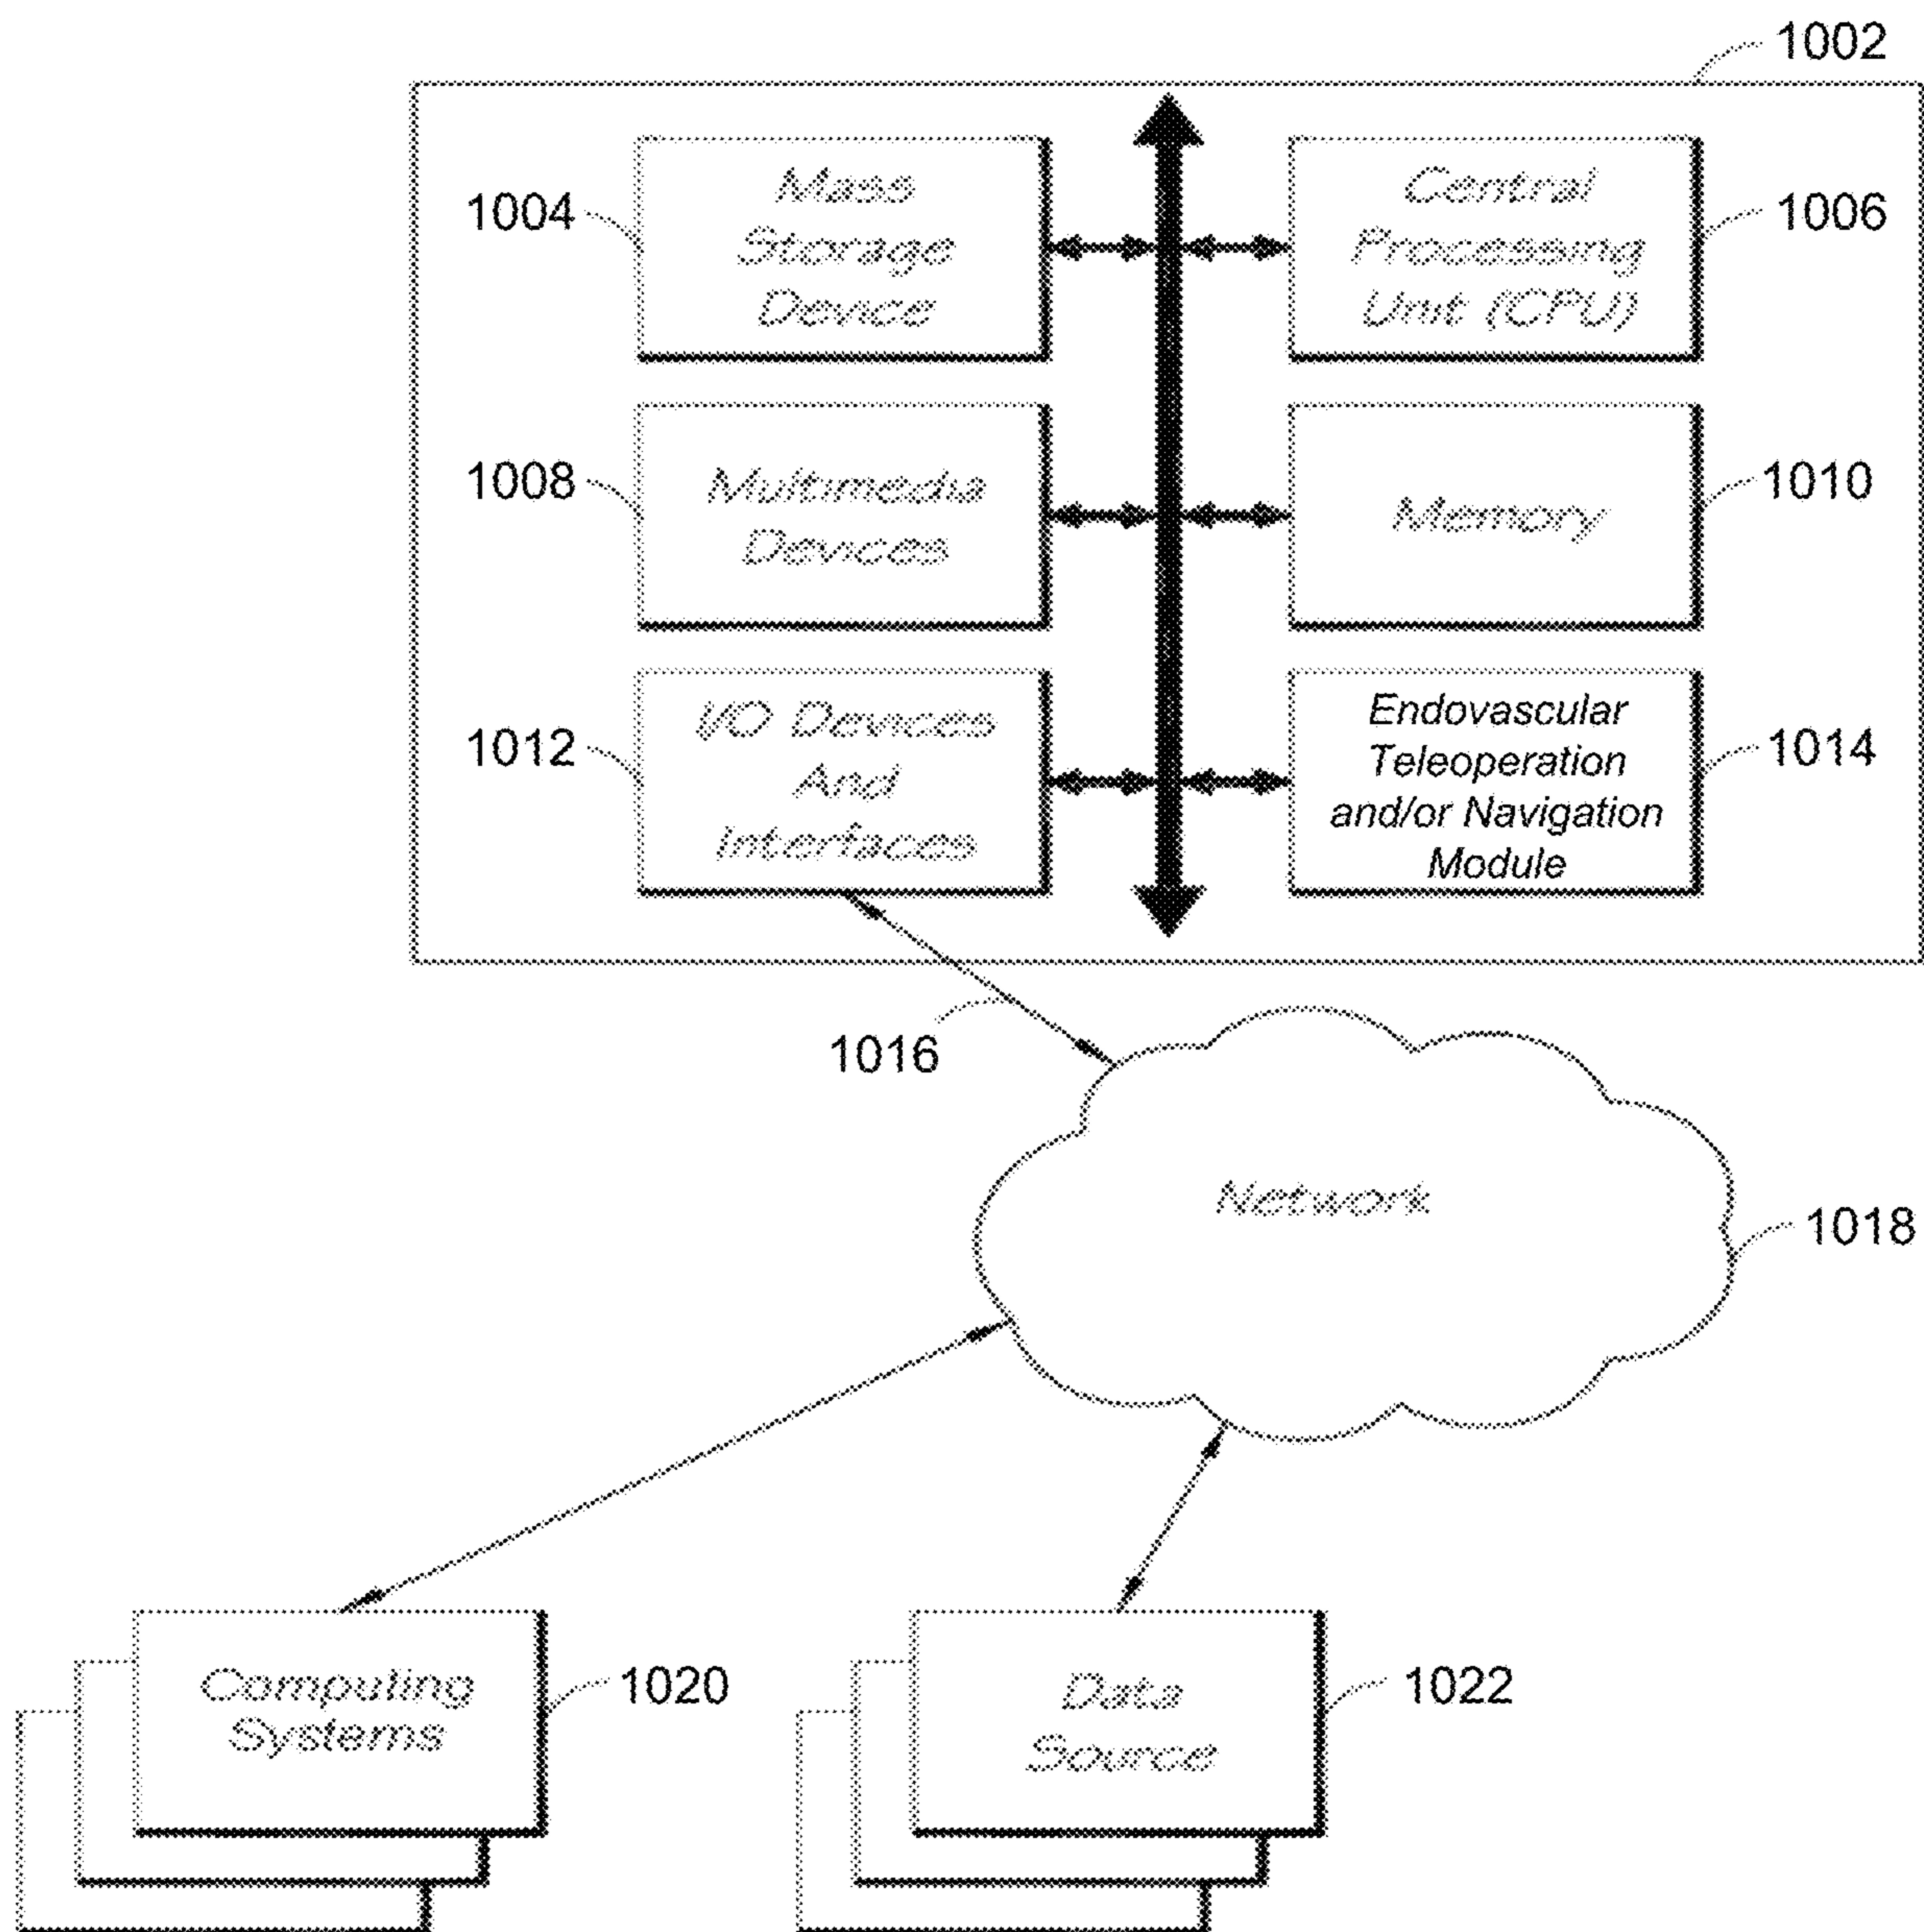 1002
Mass
Storage
Device
1004
Central
Processing
Unit (CPU)
1006
Multimedia
Devices
1008
Memory
1010
I/O Devices
And
Interfaces
1012
Endovascular
Teleoperation
and/or Navigation
Module
1014
1016
Network
1018
Computing
Systems
1020
Data
Source
1022